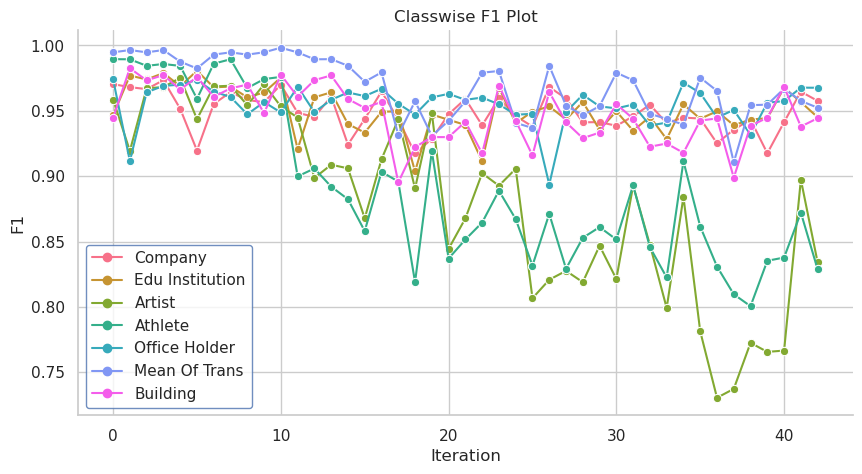 Classwise F1 Plot
1.00
0.95
0.90
0.85
0.80
0.75
F1
Company
Edu Institution
Artist
Athlete
Office Holder
Mean Of Trans
Building
0 10 20 30 40
Iteration